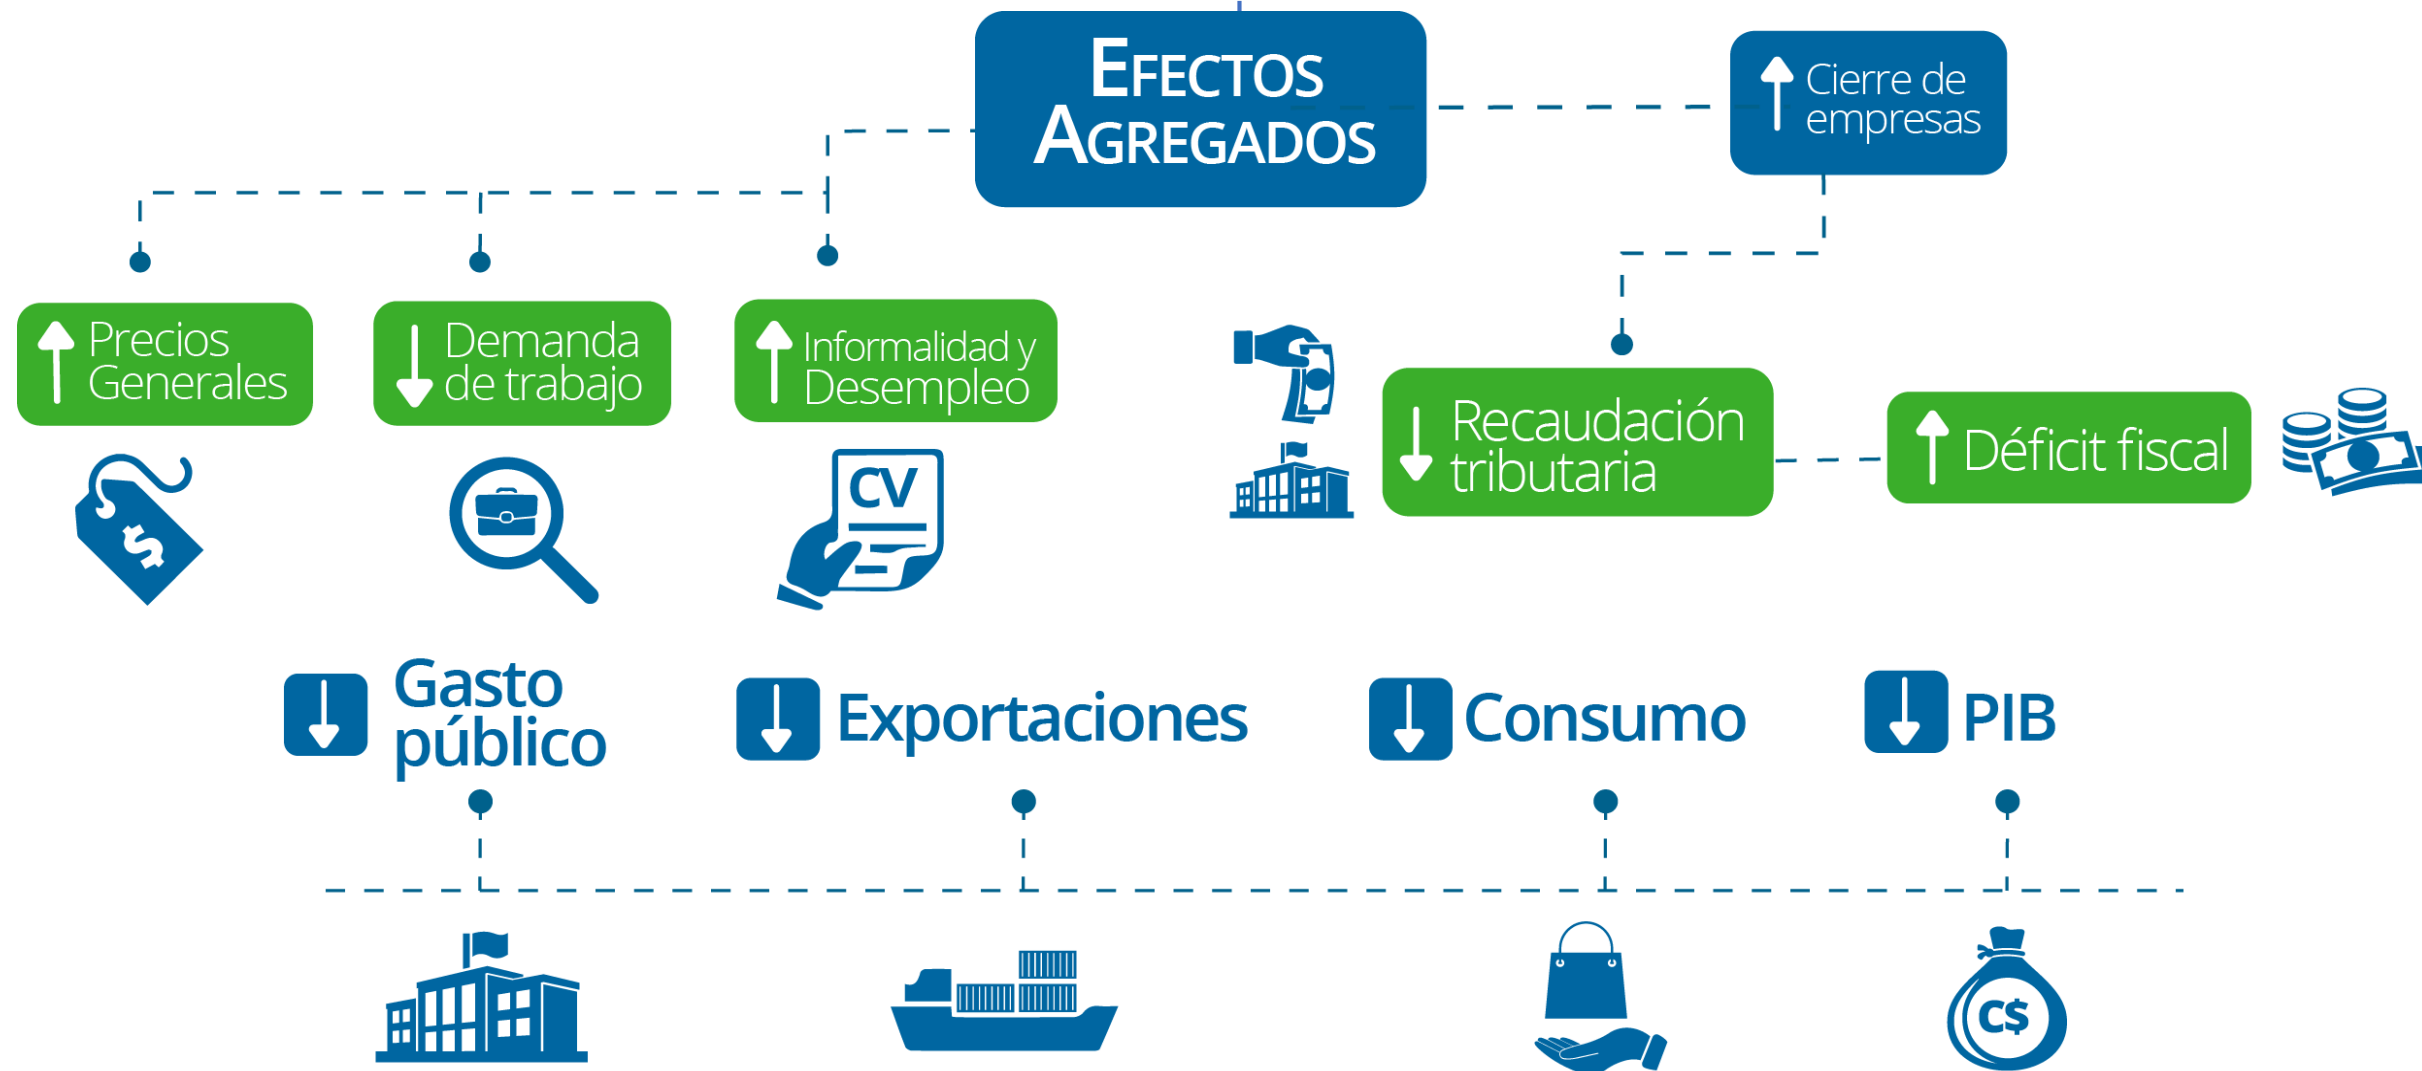 EFECTOS
AGREGADOS
Cierre de
empresas
Precios
Generales
Demanda
de trabajo
Informalidad y
Desempleo
Recaudación
tributaria
Déficit fiscal
$
CV
Gasto
público
Exportaciones
Consumo
PIB
C$